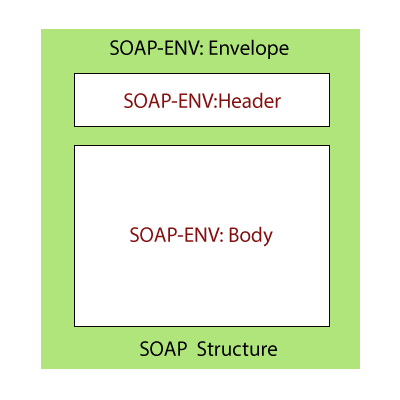 SOAP-ENV: Envelope
SOAP-ENV:Header
SOAP-ENV: Body
SOAP Structure